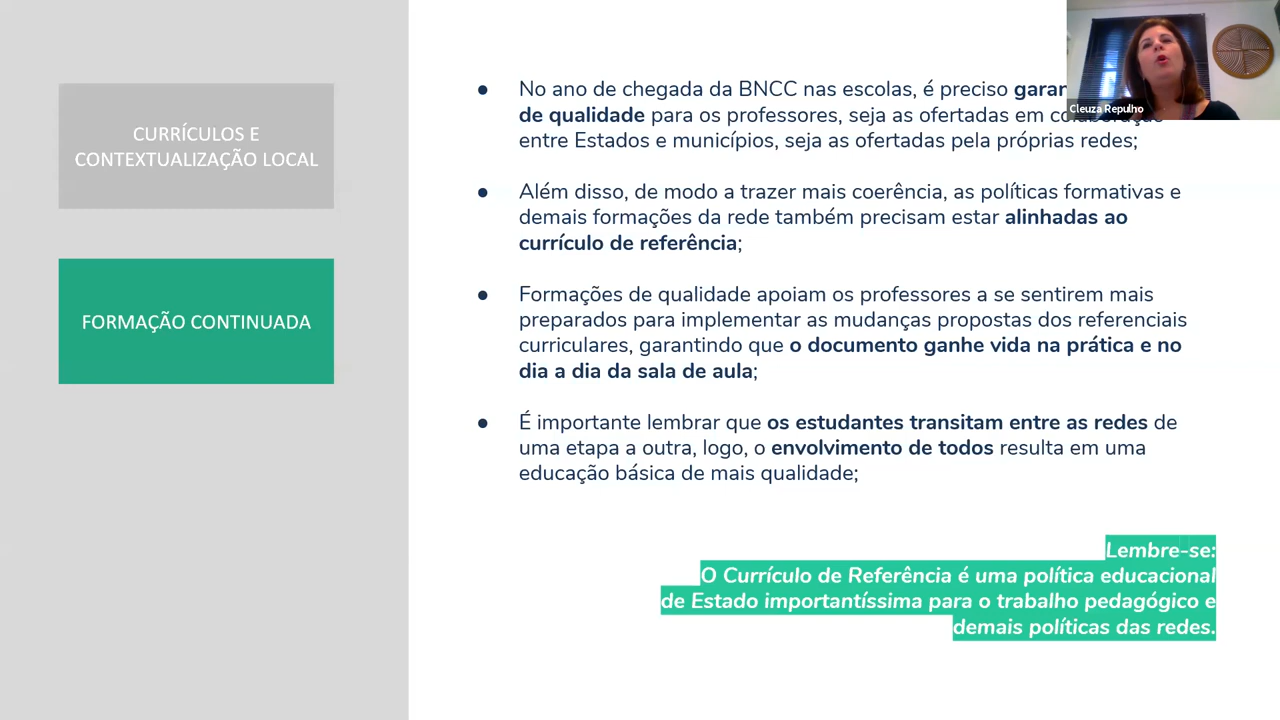 CURRÍCULOS E
CONTEXTUALIZAÇÃO LOCAL
FORMAÇÃO CONTINUADA
● No ano de chegada da BNCC nas escolas, é preciso
de qualidade para os professores, seja as ofertadas em colaboração
entre Estados e municípios, seja as ofertadas pela próprias redes;
● Além disso, de modo a trazer mais coerência, as políticas formativas e
demais formações da rede também precisam estar alinhadas ao
currículo de referência;
● Formações de qualidade apoiam os professores a se sentirem mais
preparados para implementar as mudanças propostas dos referenciais
curriculares, garantindo que o documento ganhe vida na prática e no
dia a dia da sala de aula;
● É importante lembrar que os estudantes transitam entre as redes de
uma etapa a outra, logo, o envolvimento de todos resulta em uma
educação básica de mais qualidade;
Lembre-se:
O Currículo de Referência é uma política educacional
de Estado importantíssima para o trabalho pedagógico e
demais políticas das redes.
Cleuza Repulho